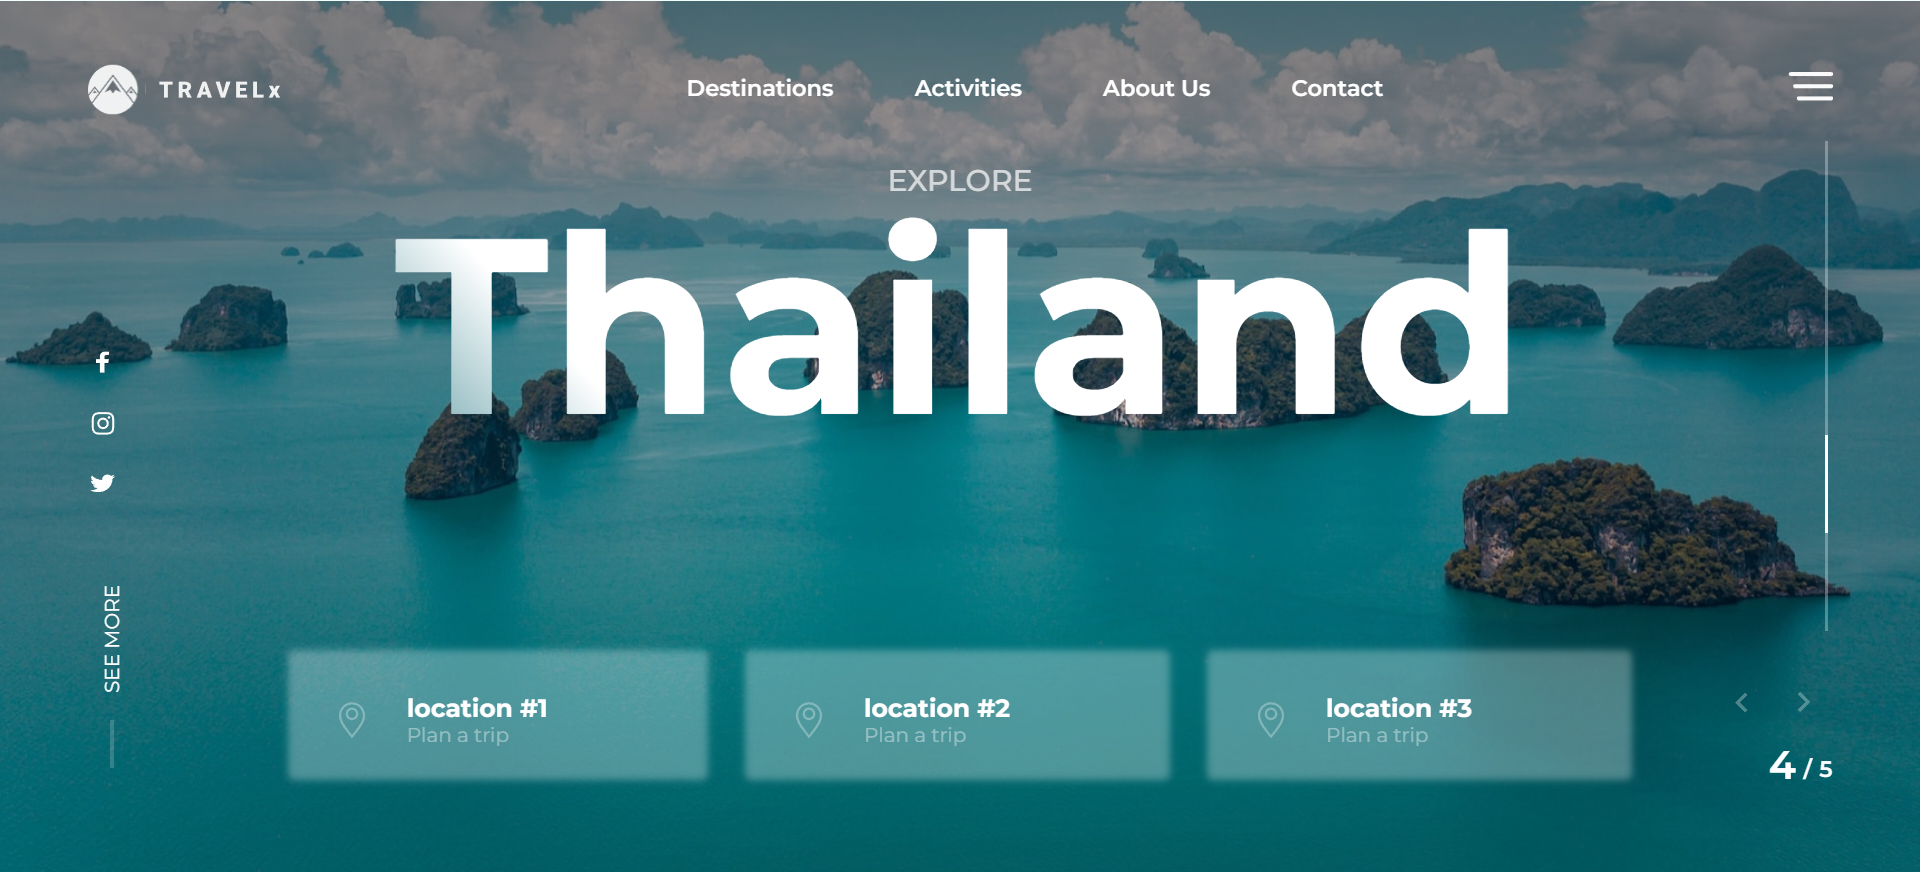 TRAVELx
Destinations
Activities
About Us
Contact
EXPLORE
Thailand
SEE MORE
location #1
Plan a trip
location #2
Plan a trip
location #3
Plan a trip
4 / 5